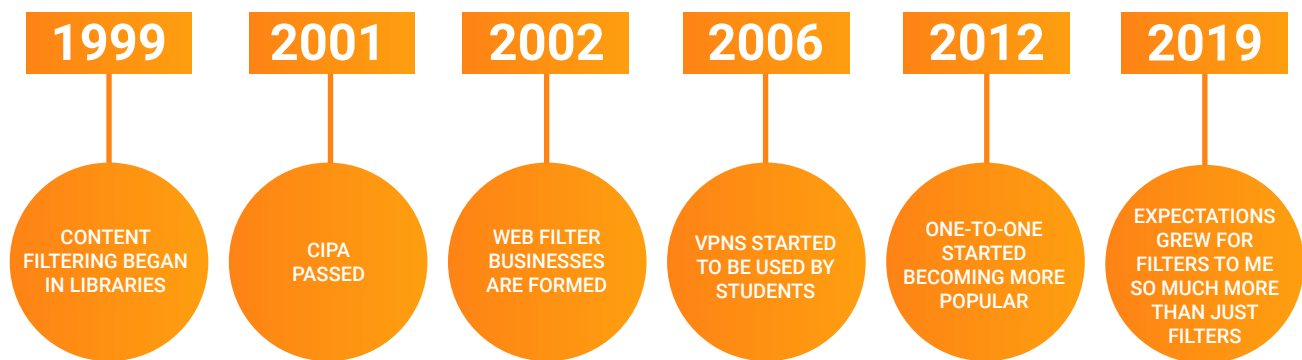 1999
CONTENT
FILTERING BEGAN
IN LIBRARIES
2001
CIPA
PASSED
2002
WEB FILTER
BUSINESSES
ARE FORMED
2006
VPNS STARTED
TO BE USED BY
STUDENTS
2012
ONE-TO-ONE
STARTED
BECOMING MORE
POPULAR
2019
EXPECTATIONS
GREW FOR
FILTERS TO ME
SO MUCH MORE
THAN JUST
FILTERS